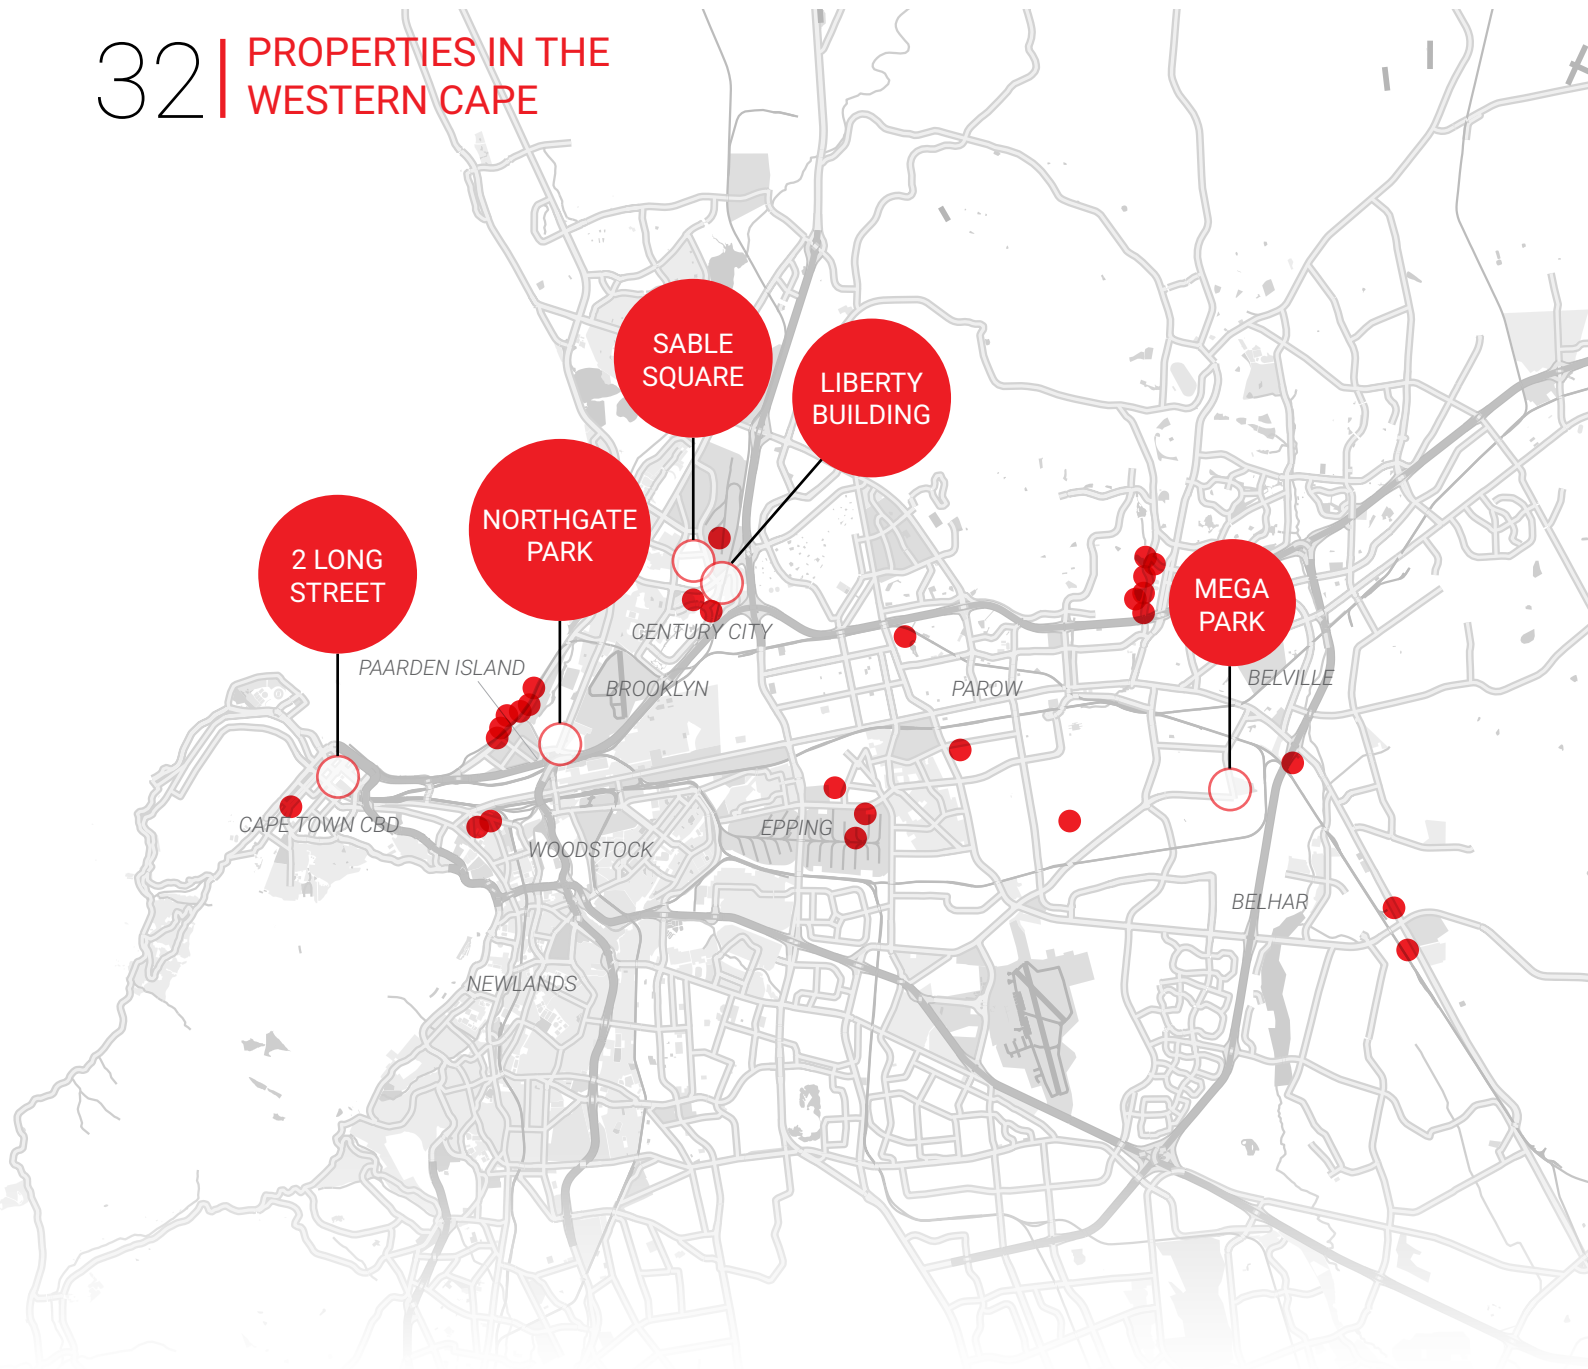 32
PROPERTIES IN THE
WESTERN CAPE
SABLE
SQUARE
LIBERTY
BUILDING
NORTHGATE
PARK
2 LONG
STREET
MEGA
PARK
CENTURY CITY
PAARDEN ISLAND
BROOKLYN
PAROW
BELVILLE
CAPE TOWN CBD
EPPING
WOODSTOCK
BELHAR
NEWLANDS